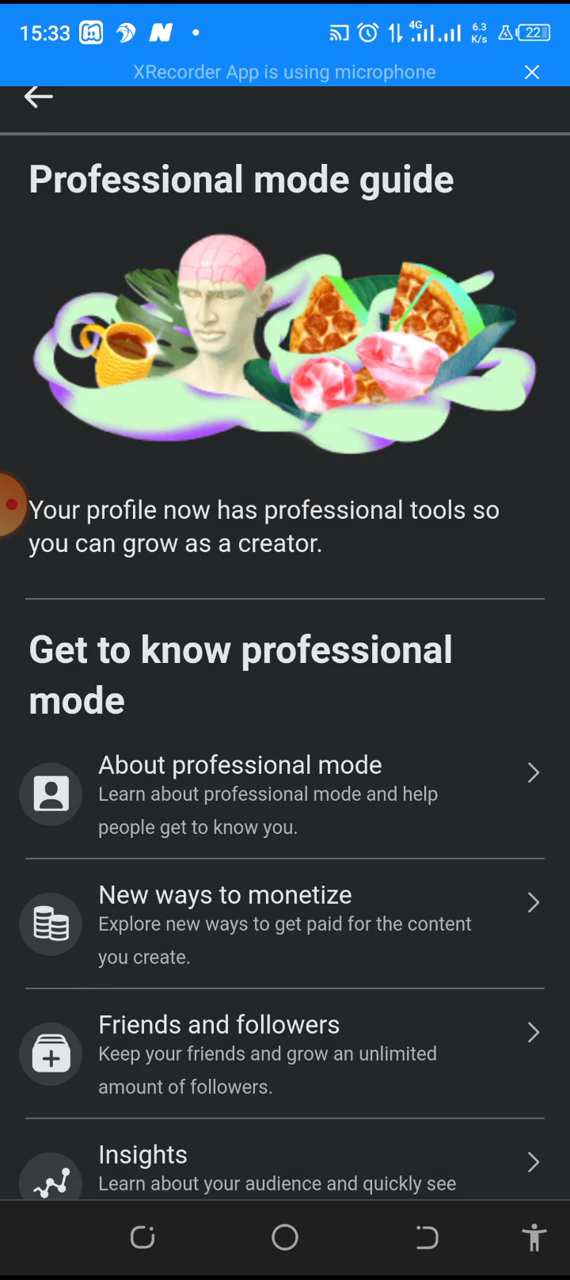 15:33 4G 6.3 K/s 22
XRecorder App is using microphone
Professional mode guide
Your profile now has professional tools so
you can grow as a creator.
Get to know professional
mode
About professional mode
Learn about professional mode and help
people get to know you.
New ways to monetize
Explore new ways to get paid for the content
you create.
Friends and followers
Keep your friends and grow an unlimited
amount of followers.
Insights
Learn about your audience and quickly see